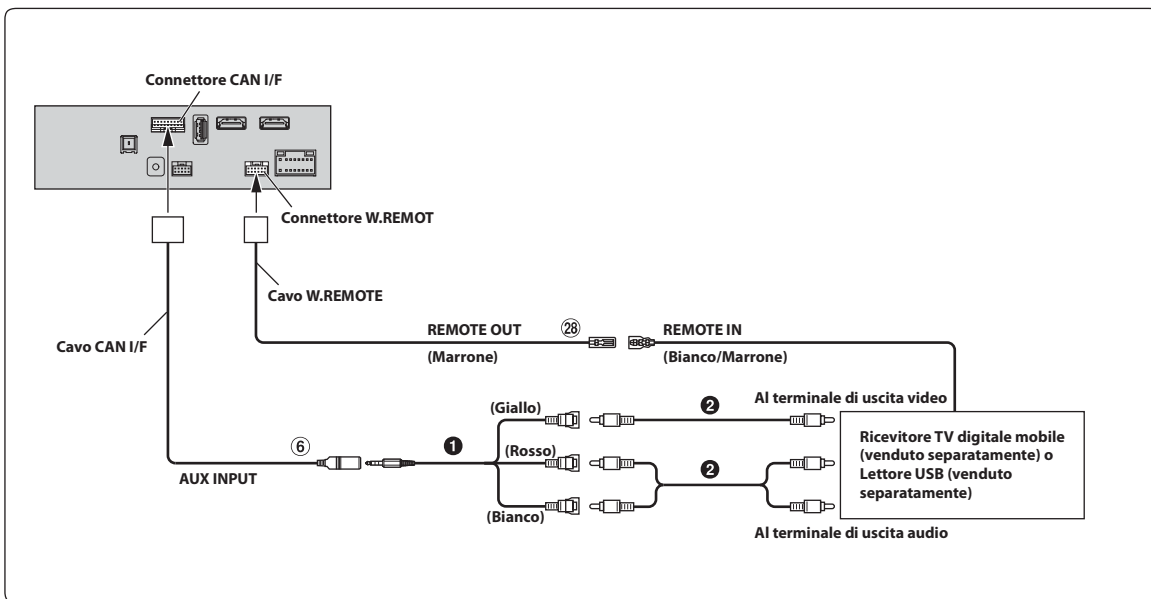 Connettore CAN I/F
Connettore W.REMOT
Cavo W.REMOTE
Cavo CAN I/F
REMOTE OUT
㉘
REMOTE IN
(Marrone)
(Bianco/Marrone)
Al terminale di uscita video
(Giallo)
❷
Ricevitore TV digitale mobile
(venduto separatamente) o
Lettore USB (venduto
separatamente)
⑥
❶
(Rosso)
❷
AUX INPUT
(Bianco)
Al terminale di uscita audio